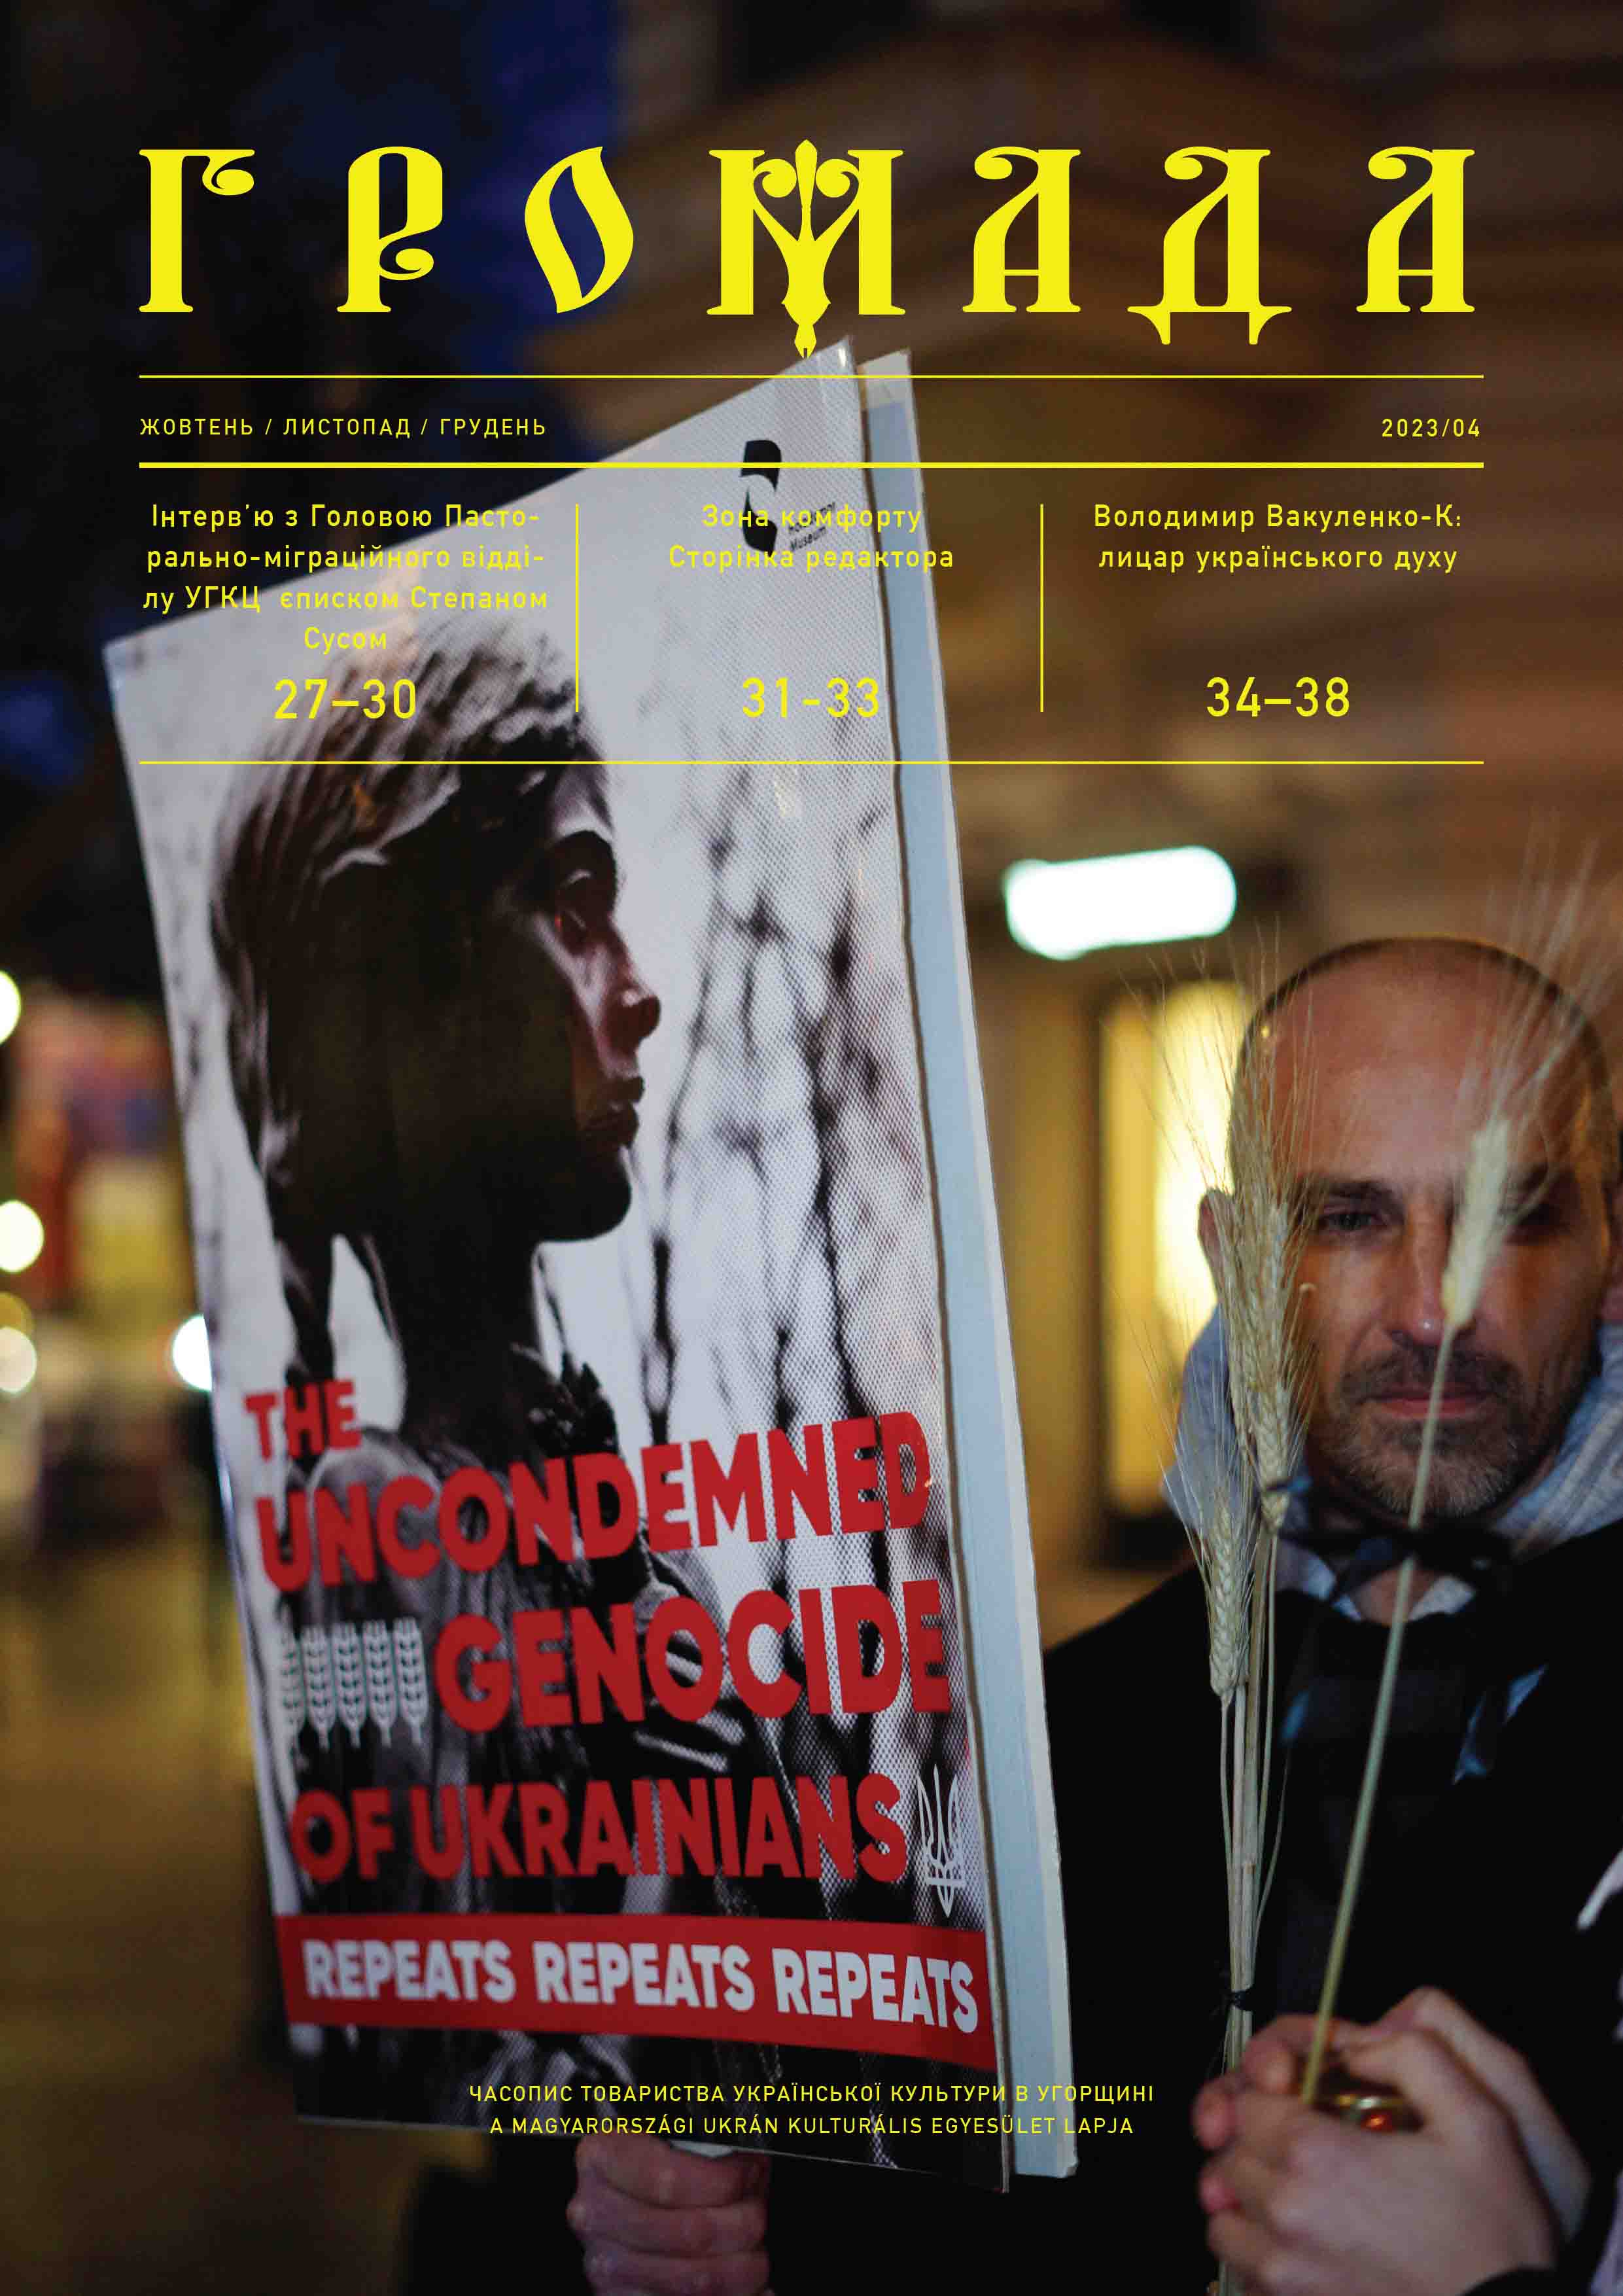 ГРОМАДА
ЖОВТЕНЬ / ЛИСТОПАД / ГРУДЕНЬ
2023/04
Інтерв’ю з Головою Пасто-
рально-міграційного відді-
лу УГКЦ єпископ Степаном
Сусом
27–30
Зона комфорту
Сторінка редактора
31-33
Володимир Вакуленко-К:
лицар українського духу
34–38
Museum
THE
UNCONDEMNED
GENOCIDE
OF UKRAINIANS
REPEATS REPEATS REPEATS
ЧАСОПИС ТОВАРИСТВА УКРАЇНСЬКОЇ КУЛЬТУРИ В УГОРЩИНІ
A MAGYARORSZÁGI UKRÁN KULTURÁLIS EGYESÜLET LAPJA